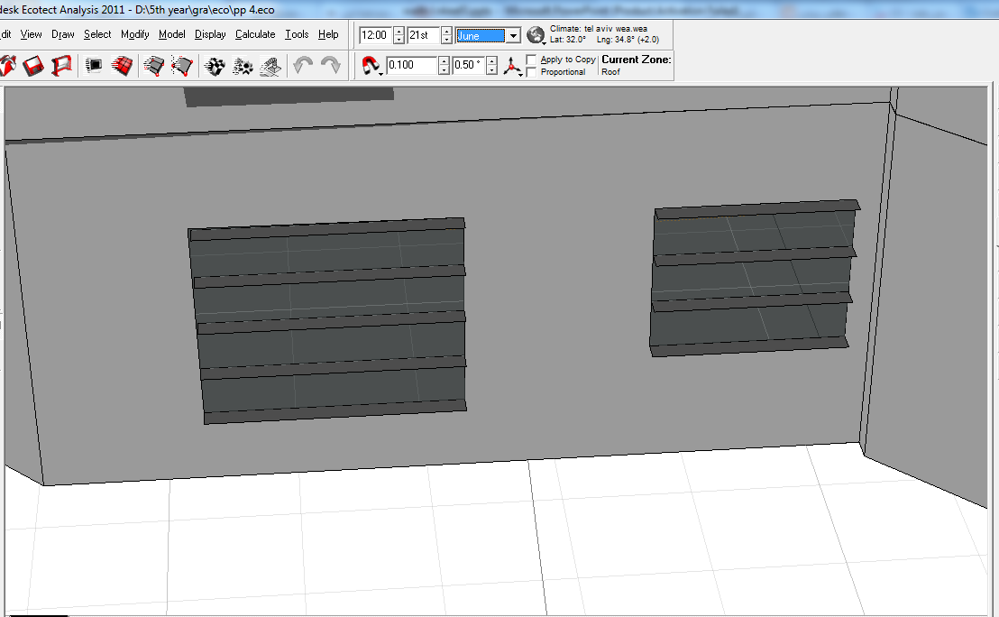 desk Ecotect Analysis 2011 - D:\5th year\gra\eco\pp 4.eco
dit View Draw Select Modify Model Display Calculate Tools Help
12:00 21st June
Climate: tel aviv wea.wea
Lat: 32.0° Lng: 34.8° (+2.0)
0.100 0.50 °
Apply to Copy
Proportional
Current Zone:
Roof